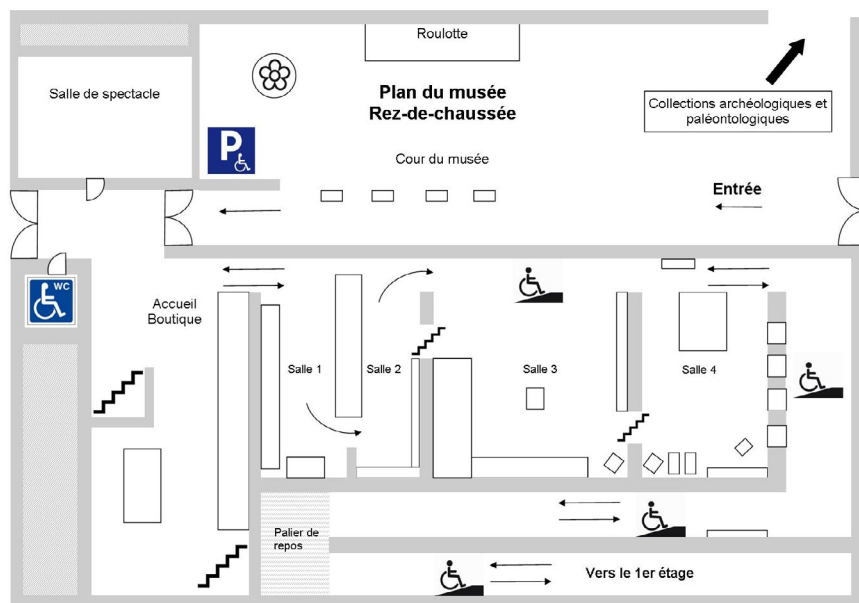 Roulotte
Salle de spectacle
Plan du musée
Rez-de-chaussée
Collections archéologiques et
paléontologiques
P
Cour du musée
Entrée
WC
Accueil
Boutique
Salle 1
Salle 2
Salle 3
Salle 4
Palier de
repos
Vers le 1er étage